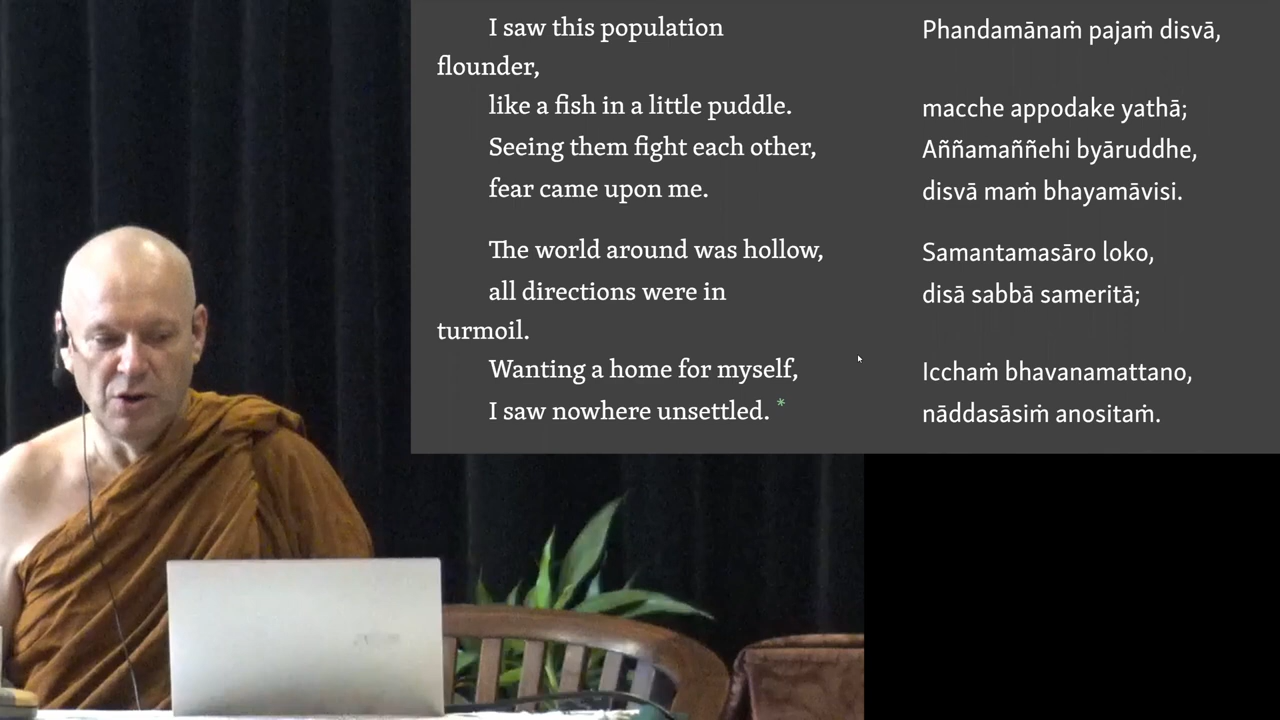 I saw this population
flounder,
like a fish in a little puddle.
Seeing them fight each other,
fear came upon me.
The world around was hollow,
all directions were in
turmoil.
Wanting a home for myself,
I saw nowhere unsettled. *
Phandamānaṁ pajaṁ disvā,
macche appodake yathā;
Aññamaññehi byāruddhe,
disvā maṁ bhayamāvisi.
Samantamasāro loko,
disā sabbā sameritā;
Icchaṁ bhavanamattano,
nāddasāsiṁ anositaṁ.